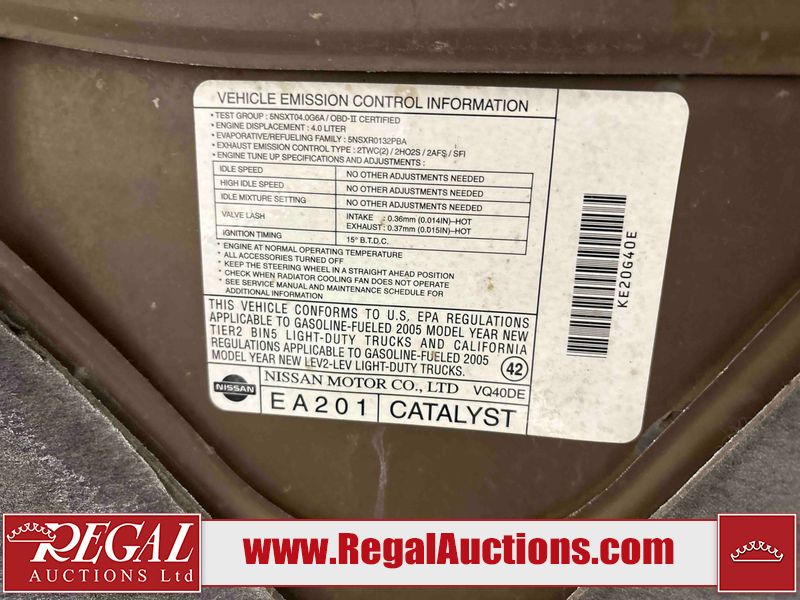 VEHICLE EMISSION CONTROL INFORMATION
• TEST GROUP : 5NSXT04.0G6A / OBD-II CERTIFIED
• ENGINE DISPLACEMENT : 4.0 LITER
• EVAPORATIVE/REFUELING FAMILY : 5NSXR0132PBA
• EXHAUST EMISSION CONTROL TYPE : 2TWC(2) / 2HO2S / 2AFS / SFI
• ENGINE TUNE UP SPECIFICATIONS AND ADJUSTMENTS
IDLE SPEED NO OTHER ADJUSTMENTS NEEDED
HIGH IDLE SPEED NO OTHER ADJUSTMENTS NEEDED
IDLE MIXTURE SETTING NO OTHER ADJUSTMENTS NEEDED
VALVE LASH INTAKE : 0.36mm (0.014IN)-HOT
EXHAUST : 0.37mm (0.015IN)-HOT
IGNITION TIMING 15° B.T.D.C.
• ENGINE AT NORMAL OPERATING TEMPERATURE
• ALL ACCESSORIES TURNED OFF
• KEEP THE STEERING WHEEL IN A STRAIGHT AHEAD POSITION
• CHECK WHEN RADIATOR COOLING FAN DOES NOT OPERATE
• SEE SERVICE MANUAL AND MAINTENANCE SCHEDULE FOR
ADDITIONAL INFORMATION
THIS VEHICLE CONFORMS TO U.S. EPA REGULATIONS
APPLICABLE TO GASOLINE-FUELED 2005 MODEL YEAR NEW
TIER2 BIN5 LIGHT-DUTY TRUCKS AND CALIFORNIA
REGULATIONS APPLICABLE TO GASOLINE-FUELED 2005
MODEL YEAR NEW LEV2-LEV LIGHT-DUTY TRUCKS.
42
NISSAN
NISSAN MOTOR CO., LTD VQ40DE
EA201 CATALYST
KE20G40E
REGAL
AUCTIONS Ltd
www.RegalAuctions.com